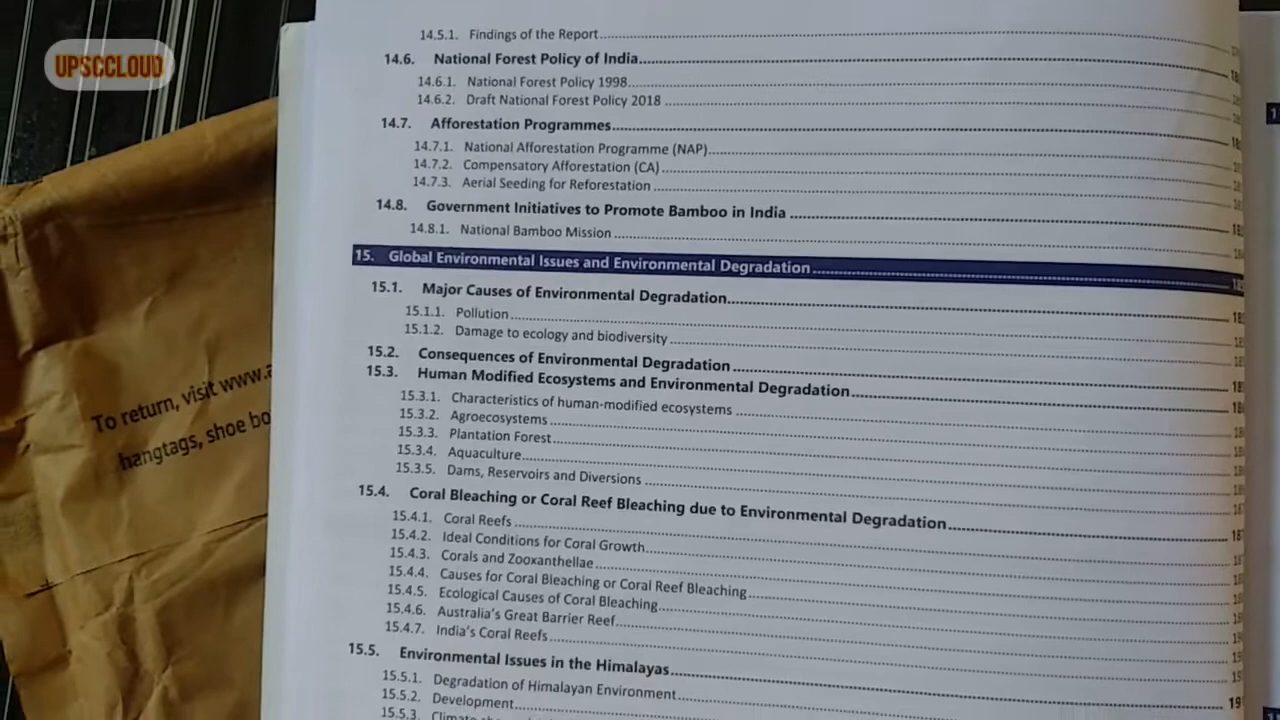 UPSCCLOUD
14.5.1. Findings of the Report
14.6. National Forest Policy of India
14.6.1. National Forest Policy 1998
14.6.2. Draft National Forest Policy 2018
14.7. Afforestation Programmes
14.7.1. National Afforestation Programme (NAP)
14.7.2. Compensatory Afforestation (CA)
14.7.3. Aerial Seeding for Reforestation
14.8. Government Initiatives to Promote Bamboo in India
14.8.1. National Bamboo Mission
15. Global Environmental Issues and Environmental Degradation
15.1. Major Causes of Environmental Degradation
15.1.1. Pollution
15.1.2. Damage to ecology and biodiversity
15.2. Consequences of Environmental Degradation
15.3. Human Modified Ecosystems and Environmental Degradation
15.3.1. Characteristics of human-modified ecosystems
15.3.2. Agroecosystems
15.3.3. Plantation Forest
15.3.4. Aquaculture
15.3.5. Dams, Reservoirs and Diversions
15.4. Coral Bleaching or Coral Reef Bleaching due to Environmental Degradation
15.4.1. Coral Reefs
15.4.2. Ideal Conditions for Coral Growth
15.4.3. Corals and Zooxanthellae
15.4.4. Causes for Coral Bleaching or Coral Reef Bleaching
15.4.5. Ecological Causes of Coral Bleaching
15.4.6. Australia's Great Barrier Reef
15.4.7. India's Coral Reefs
15.5. Environmental Issues in the Himalayas
15.5.1. Degradation of Himalayan Environment
15.5.2. Development
15.5.3.
To return, visit www.
hangtags, shoe